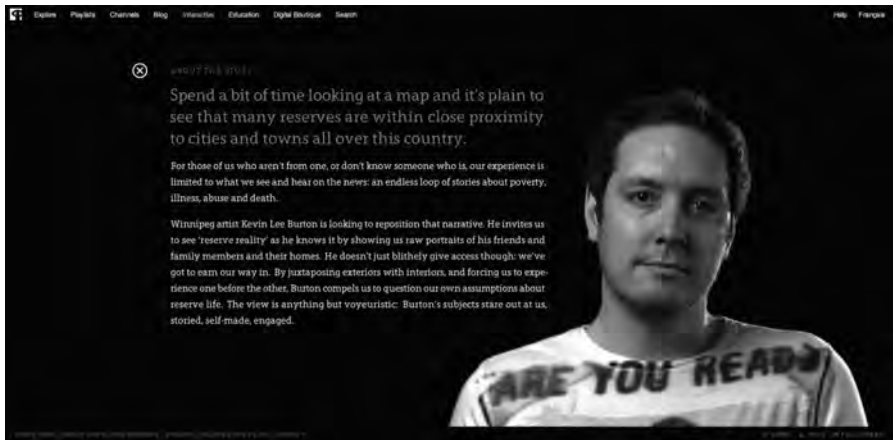 Explore Playlists Channels Blog Interactive Education Digital Boutique Search Help Français
Spend a bit of time looking at a map and it's plain to
see that many reserves are within close proximity
to cities and towns all over this country.
For those of us who aren't from one, or don't know someone who is, our experience is
limited to what we see and hear on the news: an endless loop of stories about poverty,
illness, abuse and death.
Winnipeg artist Kevin Lee Burton is looking to reposition that narrative. He invites us
to see 'reserve reality' as he knows it by showing us raw portraits of his friends and
family members and their homes. He doesn't just blithely give access though: we've
got to earn our way in. By juxtaposing exteriors with interiors, and forcing us to expe-
rience one before the other, Burton compels us to question our own assumptions about
reserve life. The view is anything but voyeuristic: Burton's subjects stare out at us,
storied, self-made, engaged.
ARE YOU READY